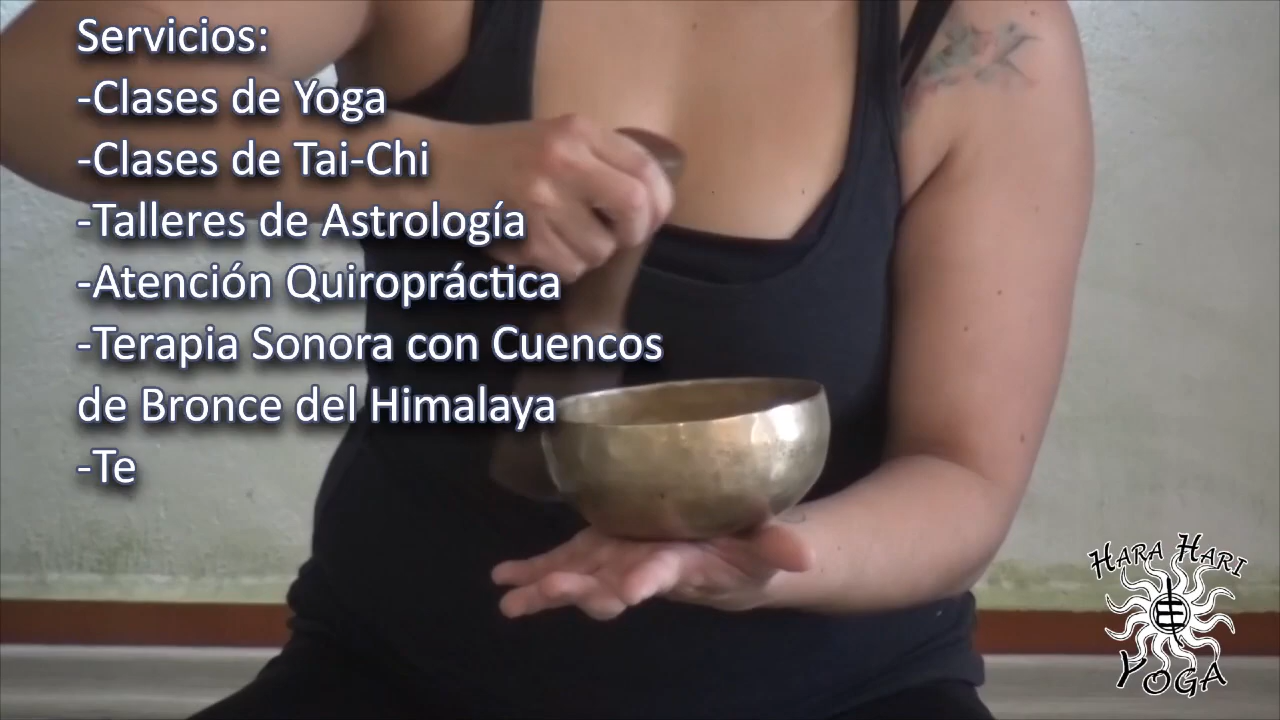 Servicios:
-Clases de Yoga
-Clases de Tai-Chi
-Talleres de Astrología
-Atención Quiropráctica
-Terapia Sonora con Cuencos
de Bronce del Himalaya
-Te
HARA HARI
YOGA